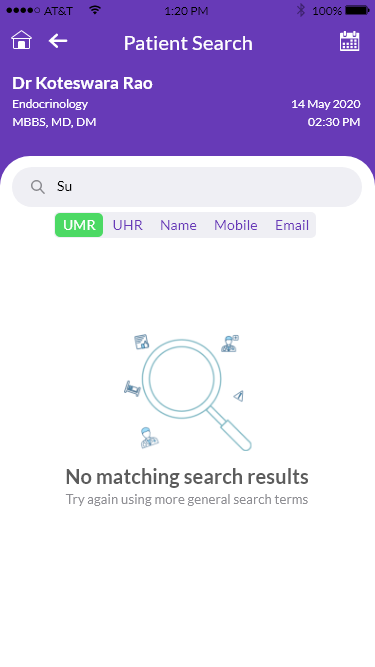 AT&T 1:20 PM 100%
Patient Search
Dr Koteswara Rao
Endocrinology 14 May 2020
MBBS, MD, DM 02:30 PM
Su
UMR UHR Name Mobile Email
No matching search results
Try again using more general search terms